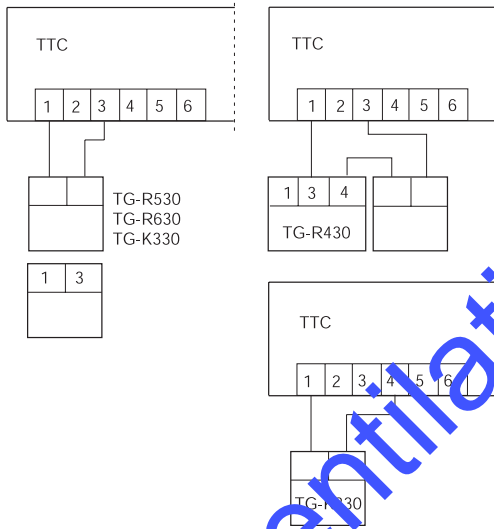 TTC
1 2 3 4 5 6
TG-R530
TG-R630
TG-K330
1 3
TTC
1 2 3 4 5 6
1 3 4
TG-R430
TTC
1 2 3 4 5 6
entilati